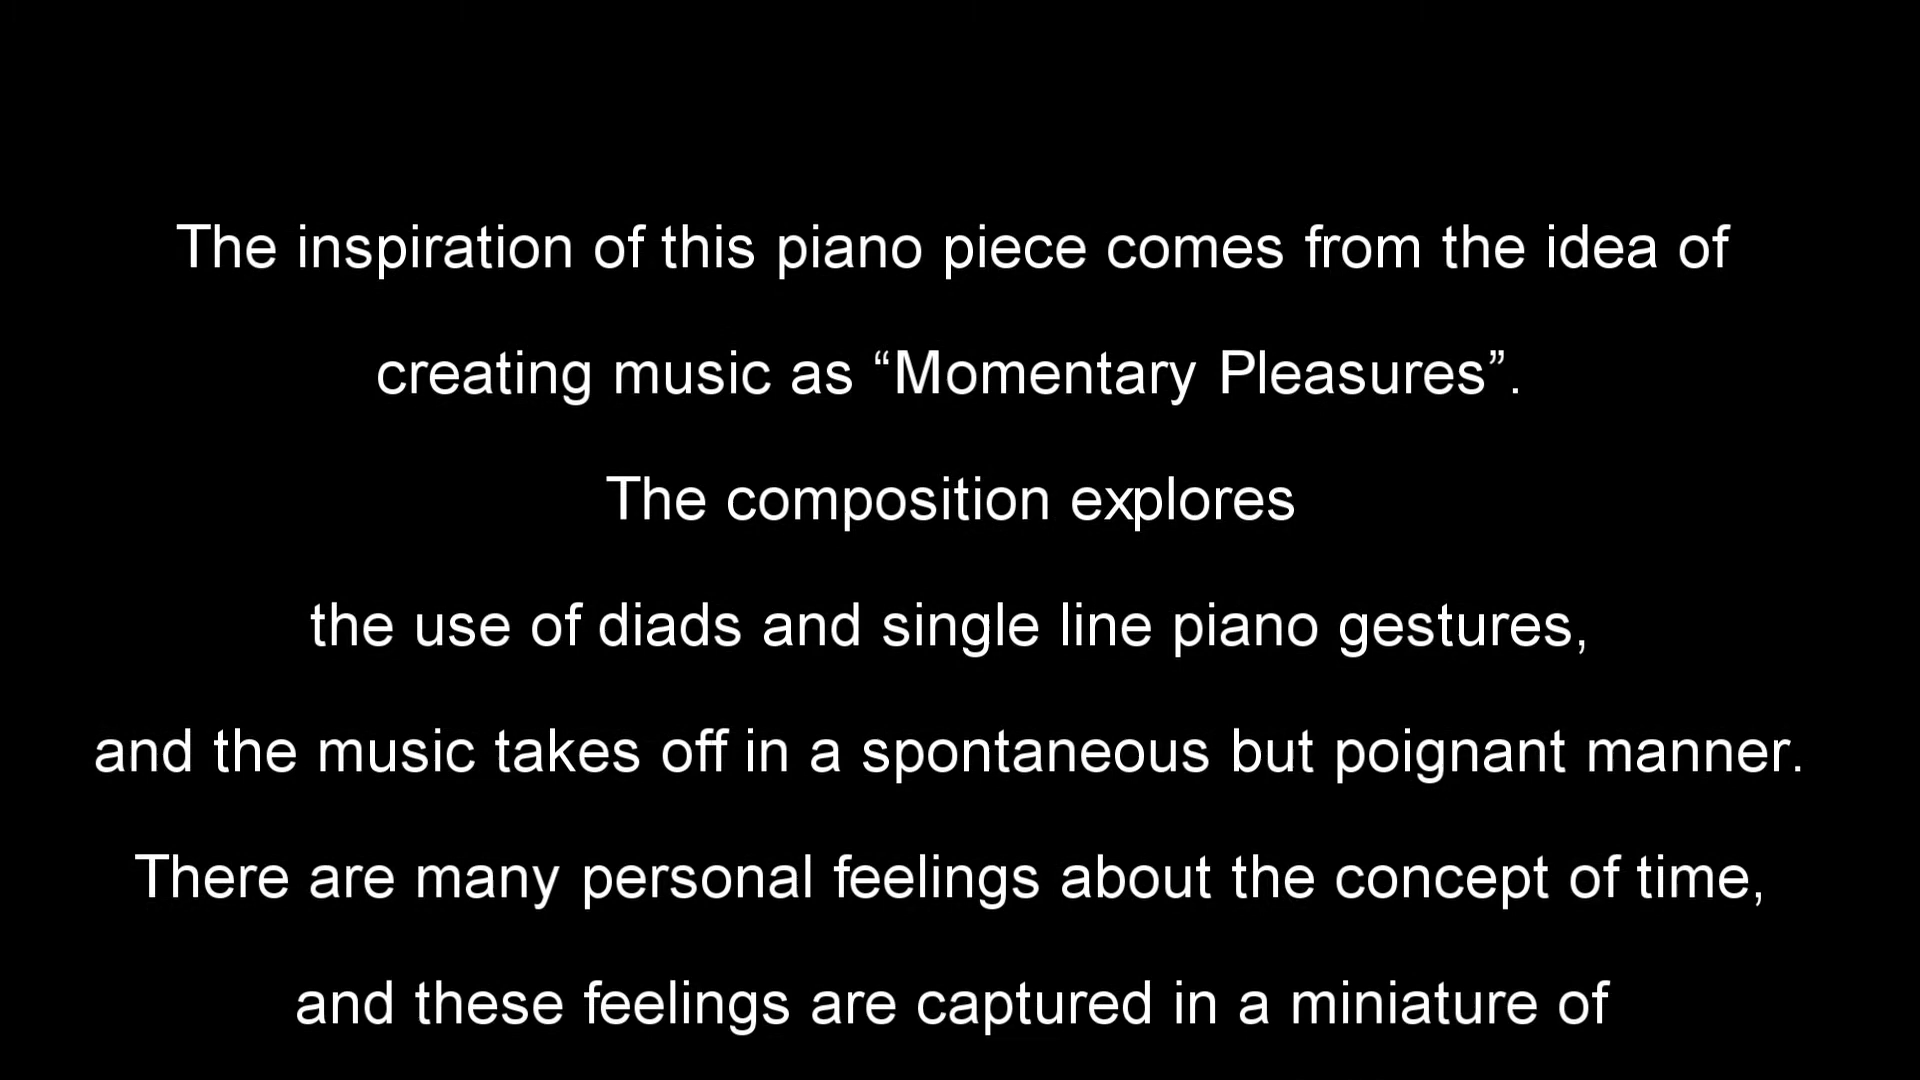 The inspiration of this piano piece comes from the idea of
creating music as “Momentary Pleasures”.
The composition explores
the use of diads and single line piano gestures,
and the music takes off in a spontaneous but poignant manner.
There are many personal feelings about the concept of time,
and these feelings are captured in a miniature of